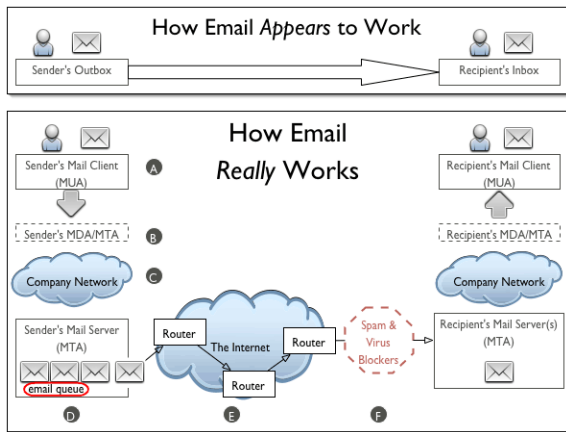 How Email Appears to Work
Sender's Outbox
Recipient's Inbox
How Email
Really Works
Sender's Mail Client
(MUA)
A
Recipient's Mail Client
(MUA)
Sender's MDA/MTA
B
Recipient's MDA/MTA
Company Network
C
Company Network
Sender's Mail Server
(MTA)
email queue
Router
The Internet
Router
Router
Spam &
Virus
Blockers
Recipient's Mail Server(s)
(MTA)
D
E
F